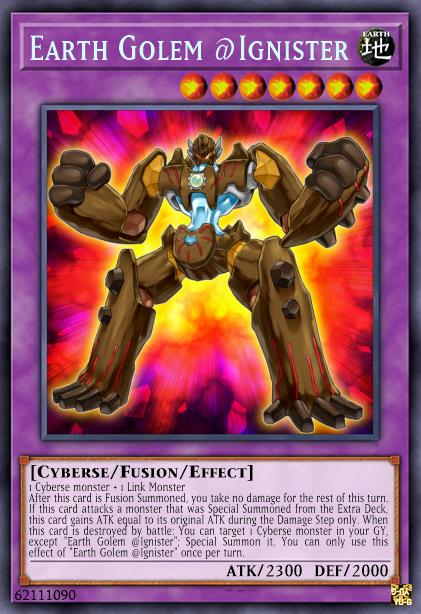 Earth Golem @Ignister
EARTH
地
[Cyberse/Fusion/Effect]
1 Cyberse monster + 1 Link Monster
After this card is Fusion Summoned, you take no damage for the rest of this turn.
If this card attacks a monster that was Special Summoned from the Extra Deck,
this card gains ATK equal to its original ATK during the Damage Step only. When
this card is destroyed by battle: You can target 1 Cyberse monster in your GY,
except "Earth Golem @Ignister"; Special Summon it. You can only use this
effect of "Earth Golem @Ignister" once per turn.
ATK/2300 DEF/2000
62111090